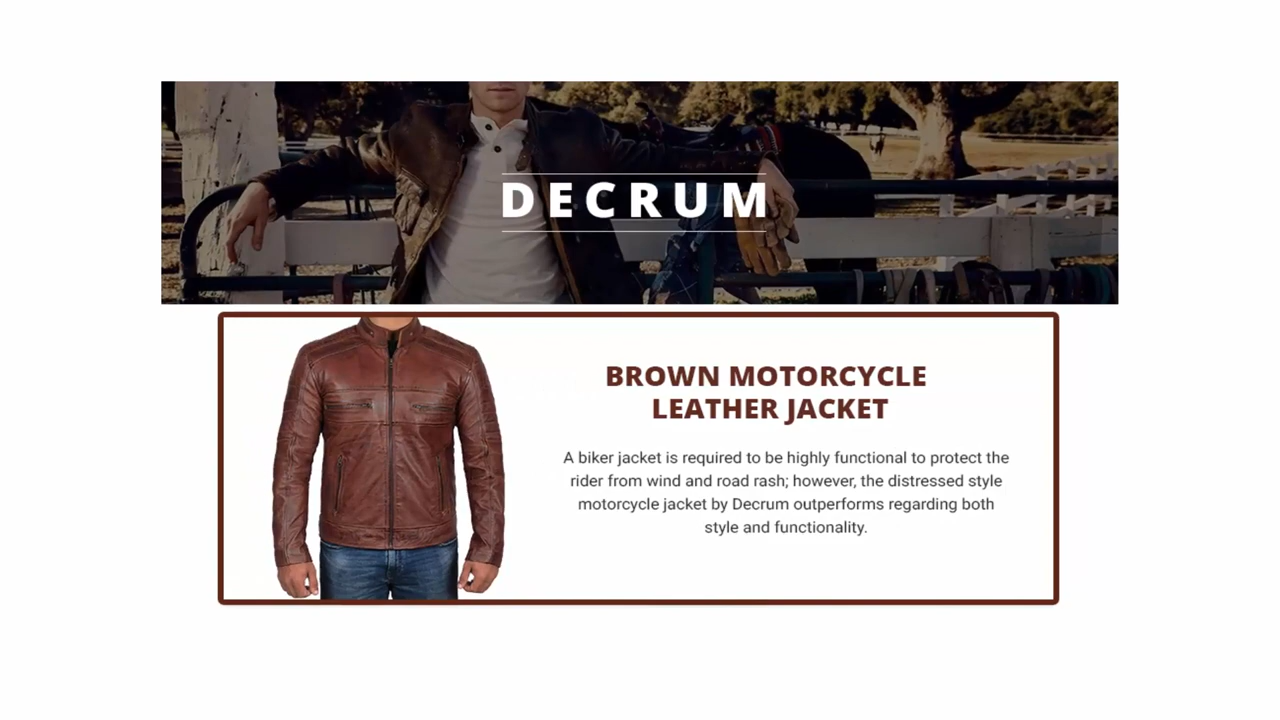 DECRUM
BROWN MOTORCYCLE
LEATHER JACKET
A biker jacket is required to be highly functional to protect the
rider from wind and road rash; however, the distressed style
motorcycle jacket by Decrum outperforms regarding both
style and functionality.